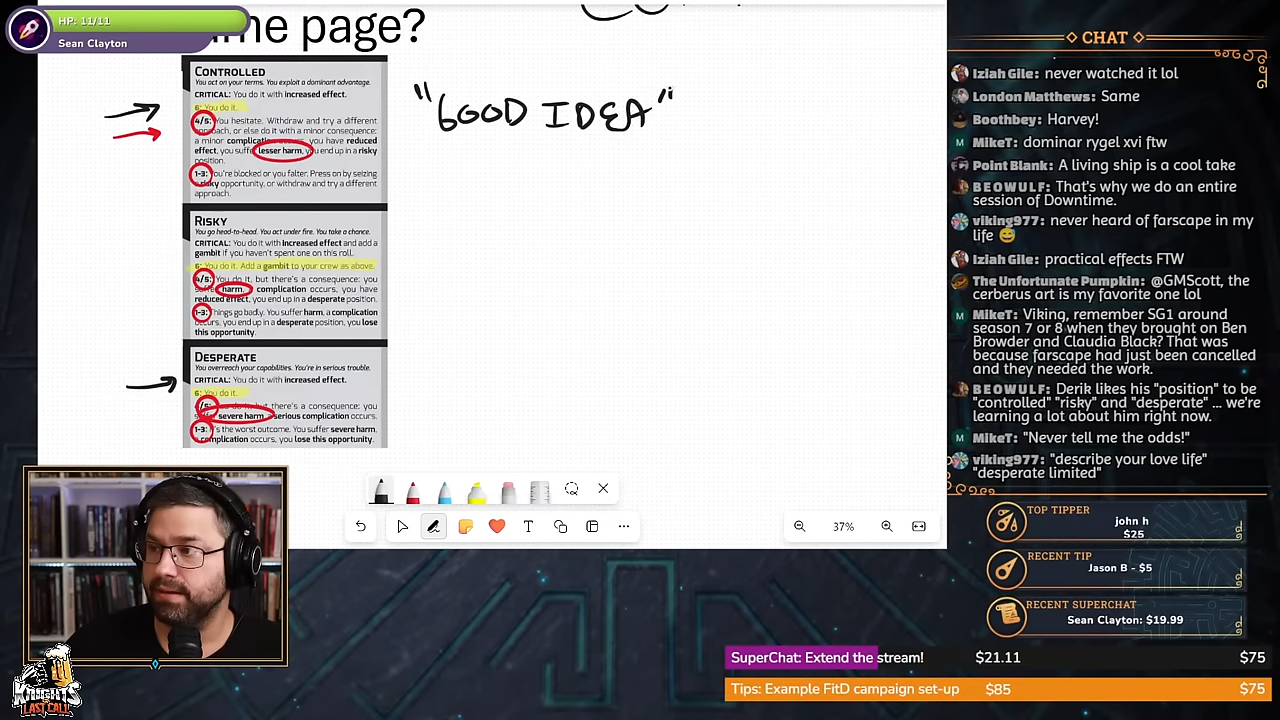 HP: 11/11
Sean Clayton
me page?
CONTROLLED
You act on your terms. You exploit a dominant advantage.
CRITICAL: You do it with increased effect.
6: You do it.
4/5: You hesitate. Withdraw and try a different
approach, or else do it with a minor consequence:
a minor complication occurs, you have reduced
effect, you suffer lesser harm, you end up in a risky
position.
1-3: You're blocked or you falter. Press on by seizing
a risky opportunity, or withdraw and try a different
approach.
RISKY
You go head-to-head. You act under fire. You take a chance.
CRITICAL: You do it with increased effect and add a
gambit if you haven't spent one on this roll.
6: You do it. Add a gambit to your crew as above.
4/5: You do it, but there's a consequence: you
suffer harm, a complication occurs, you have
reduced effect, you end up in a desperate position.
1-3: Things go badly. You suffer harm, a complication
occurs, you end up in a desperate position, you lose
this opportunity.
DESPERATE
You overreach your capabilities. You're in serious trouble.
CRITICAL: You do it with increased effect.
6: You do it.
4/5: You do it, but there's a consequence: you
suffer severe harm, a serious complication occurs.
1-3: It's the worst outcome. You suffer severe harm,
a complication occurs, you lose this opportunity.
"GOOD IDEA"
37%
CHAT
Iziah Gile: never watched it lol
London Matthews: Same
Boothbey: Harvey!
MikeT: dominar rygel xvi ftw
Point Blank: A living ship is a cool take
BEOWULF: That's why we do an entire
session of Downtime.
viking977: never heard of farscape in my
life 😅
Iziah Gile: practical effects FTW
The Unfortunate Pumpkin: @GMScott, the
cerberus art is my favorite one lol
MikeT: Viking, remember SG1 around
season 7 or 8 when they brought on Ben
Browder and Claudia Black? That was
because farscape had just been cancelled
and they needed the work.
BEOWULF: Derik likes his "position" to be
"controlled" "risky" and "desperate" ... we're
learning a lot about him right now.
MikeT: "Never tell me the odds!"
viking977: "describe your love life"
"desperate limited"
TOP TIPPER
john h
$25
RECENT TIP
Jason B - $5
RECENT SUPERCHAT
Sean Clayton: $19.99
SuperChat: Extend the stream! $21.11 $75
Tips: Example FitD campaign set-up $85 $75
KNIGHTS
LAST CALL